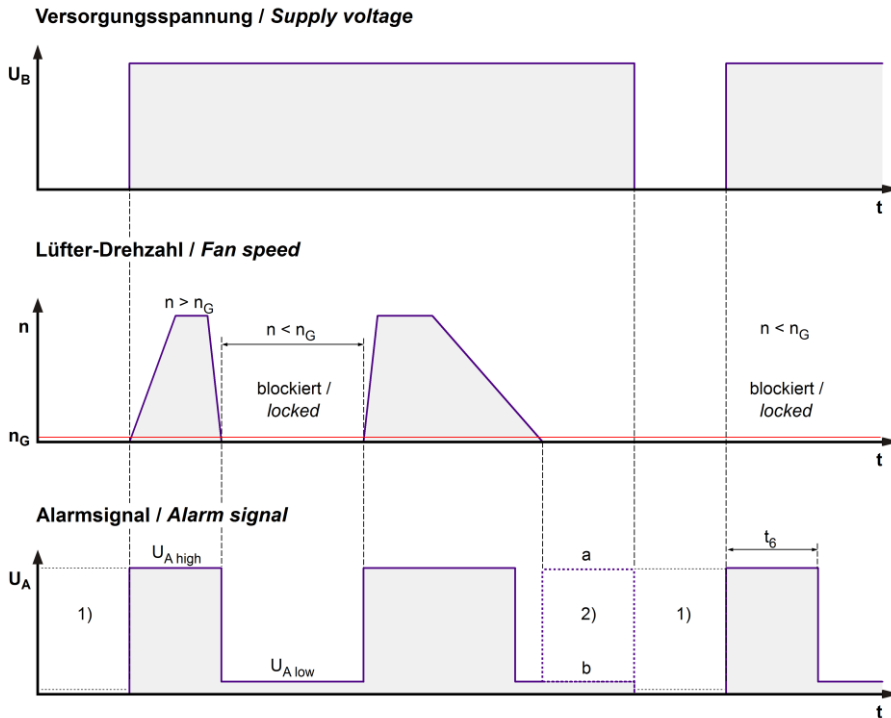 Versorgungsspannung / Supply voltage
U_B
t
Lüfter-Drehzahl / Fan speed
n > n_G
n
n < n_G
n < n_G
blockiert /
locked
blockiert /
locked
n_G
t
Alarmsignal / Alarm signal
t_6
U_A high
a
U_A
1)
2)
1)
U_A low
b
t